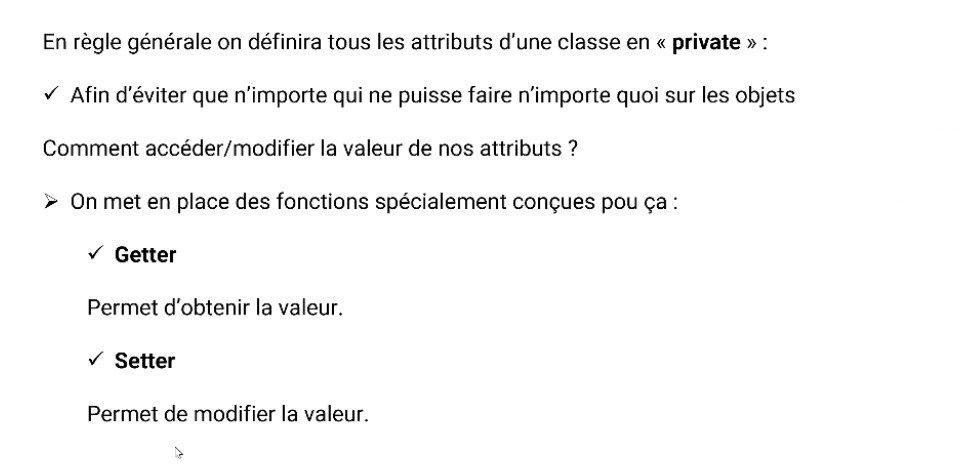 En règle générale on définira tous les attributs d’une classe en « private » :
✓ Afin d’éviter que n’importe qui ne puisse faire n’importe quoi sur les objets
Comment accéder/modifier la valeur de nos attributs ?
➢ On met en place des fonctions spécialement conçues pou ça :
✓ Getter
Permet d’obtenir la valeur.
✓ Setter
Permet de modifier la valeur.